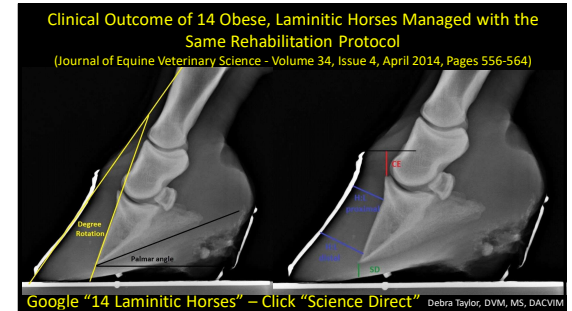 Clinical Outcome of 14 Obese, Laminitic Horses Managed with the
Same Rehabilitation Protocol
(Journal of Equine Veterinary Science - Volume 34, Issue 4, April 2014, Pages 556-564)
CE
Degree
Rotation
Palmar angle
SD
Google “14 Laminitic Horses” – Click “Science Direct” Debra Taylor, DVM, MS, DACVIM